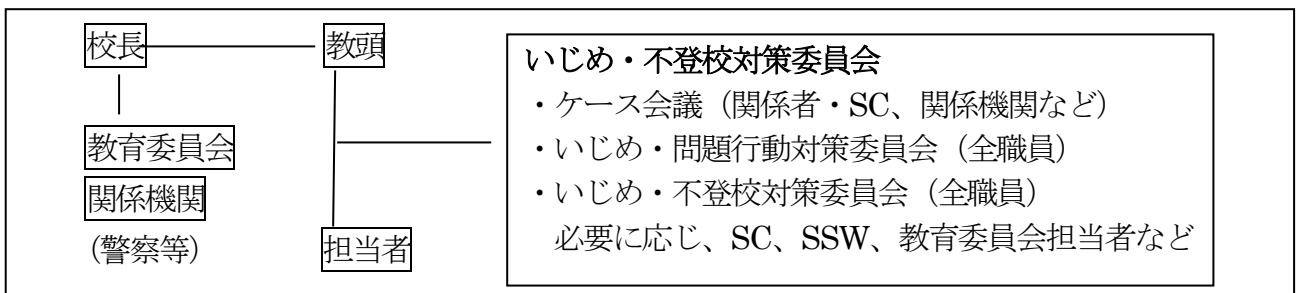 校長
教頭
教育委員会
関係機関
(警察等)
担当者
いじめ・不登校対策委員会
・ケース会議（関係者・SC、関係機関など）
・いじめ・問題行動対策委員会（全職員）
・いじめ・不登校対策委員会（全職員）
必要に応じ、SC、SSW、教育委員会担当者など